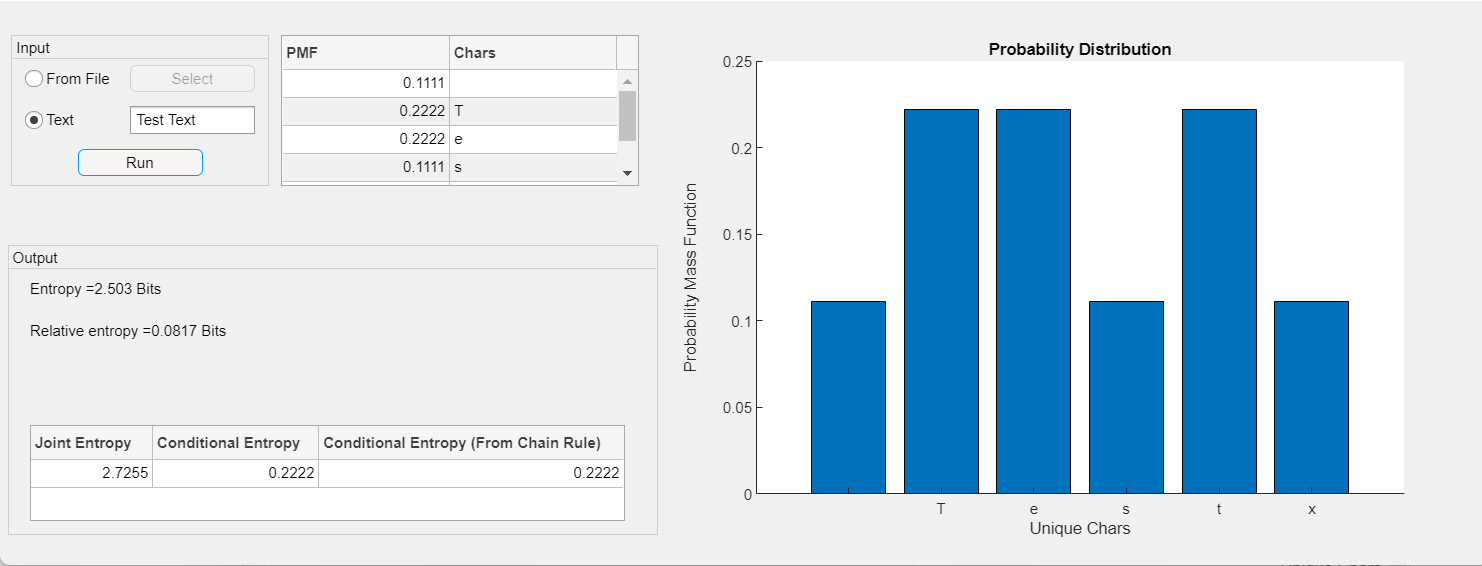 Input
From File
Select
Text
Test Text
Run
PMF Chars
0.1111
0.2222 T
0.2222 e
0.1111 s
Output
Entropy =2.503 Bits
Relative entropy =0.0817 Bits
Joint Entropy Conditional Entropy Conditional Entropy (From Chain Rule)
2.7255 0.2222 0.2222
Probability Distribution
Probability Mass Function
0.25
0.2
0.15
0.1
0.05
0
T e s t x
Unique Chars